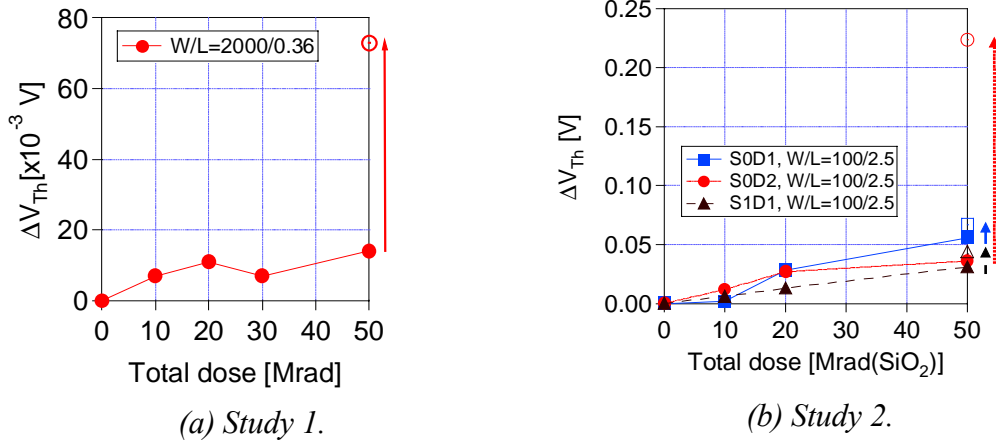 80
60
40
20
0
ΔV_Th[x10^-3 V]
W/L=2000/0.36
0 10 20 30 40 50
Total dose [Mrad]
(a) Study 1.
0.25
0.20
0.15
0.10
0.05
0.00
ΔV_Th [V]
S0D1, W/L=100/2.5
S0D2, W/L=100/2.5
S1D1, W/L=100/2.5
0 10 20 30 40 50
Total dose [Mrad(SiO₂)]
(b) Study 2.